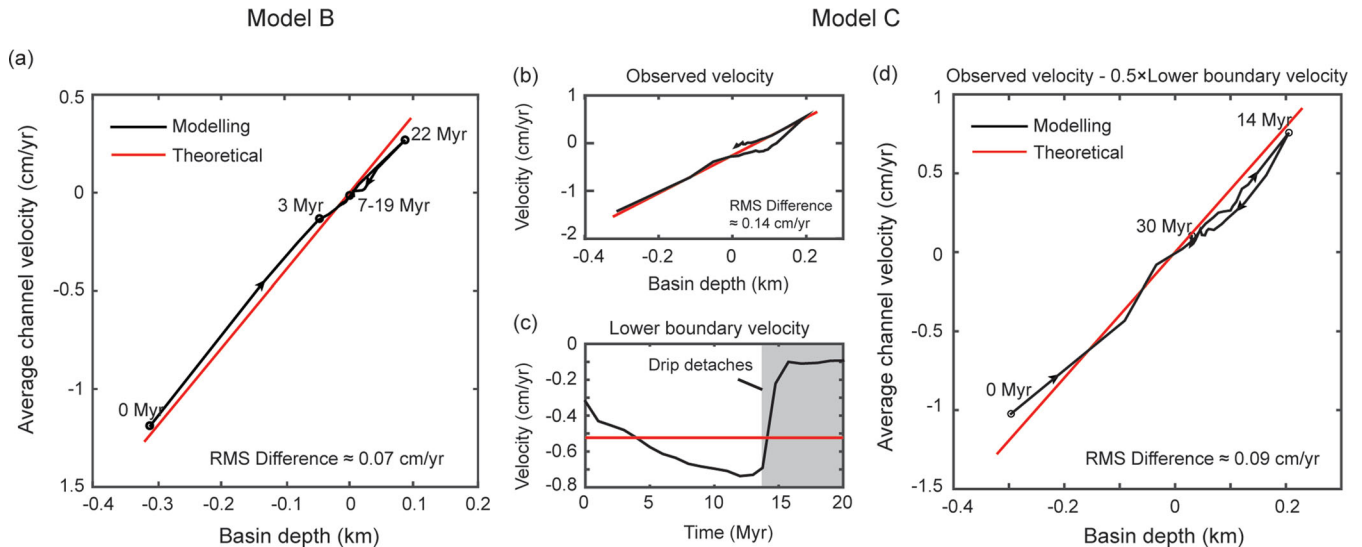 Model B
Model C
(a)
0.5
0
-0.5
-1
1.5
-0.4
-0.3
-0.2
-0.1
0
0.1
0.2
Average channel velocity (cm/yr)
Basin depth (km)
Modelling
Theoretical
22 Myr
3 Myr
7-19 Myr
0 Myr
RMS Difference ≈ 0.07 cm/yr
(b)
Observed velocity
1
0
-1
-2
-0.4
-0.2
0
0.2
Velocity (cm/yr)
Basin depth (km)
RMS Difference
≈ 0.14 cm/yr
(c)
Lower boundary velocity
0
-0.2
-0.4
-0.6
-0.8
0
5
10
15
20
Velocity (cm/yr)
Time (Myr)
Drip detaches
(d)
Observed velocity - 0.5×Lower boundary velocity
1
0.5
0
-0.5
-1
1.5
-0.4
-0.2
0
0.2
Average channel velocity (cm/yr)
Basin depth (km)
Modelling
Theoretical
14 Myr
30 Myr
0 Myr
RMS Difference ≈ 0.09 cm/yr